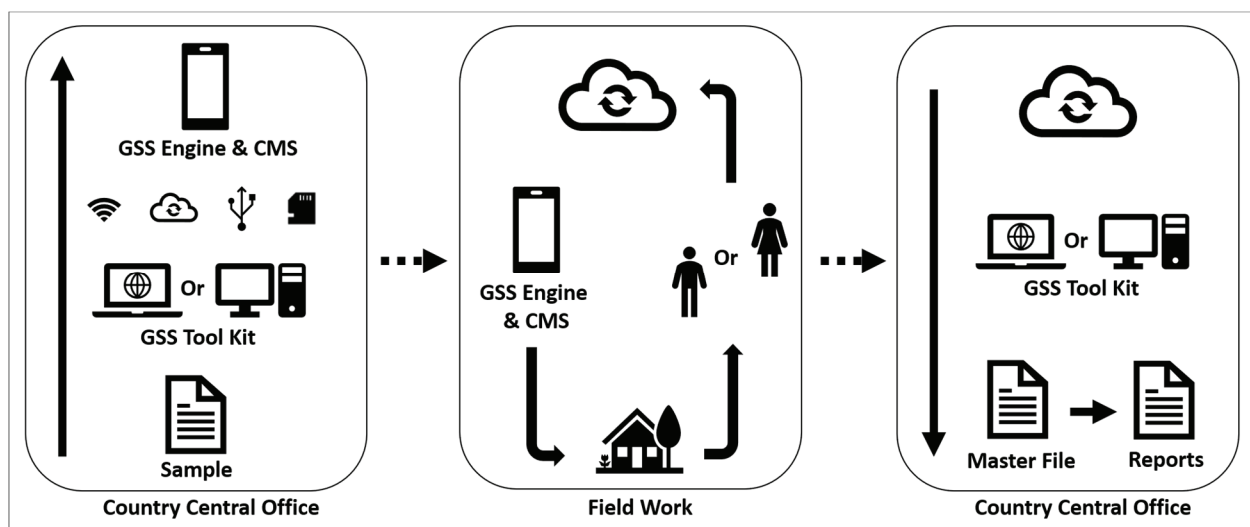 GSS Engine & CMS
Or
GSS Tool Kit
Sample
Country Central Office
GSS Engine
& CMS
Or
Field Work
Or
GSS Tool Kit
Master File
Reports
Country Central Office